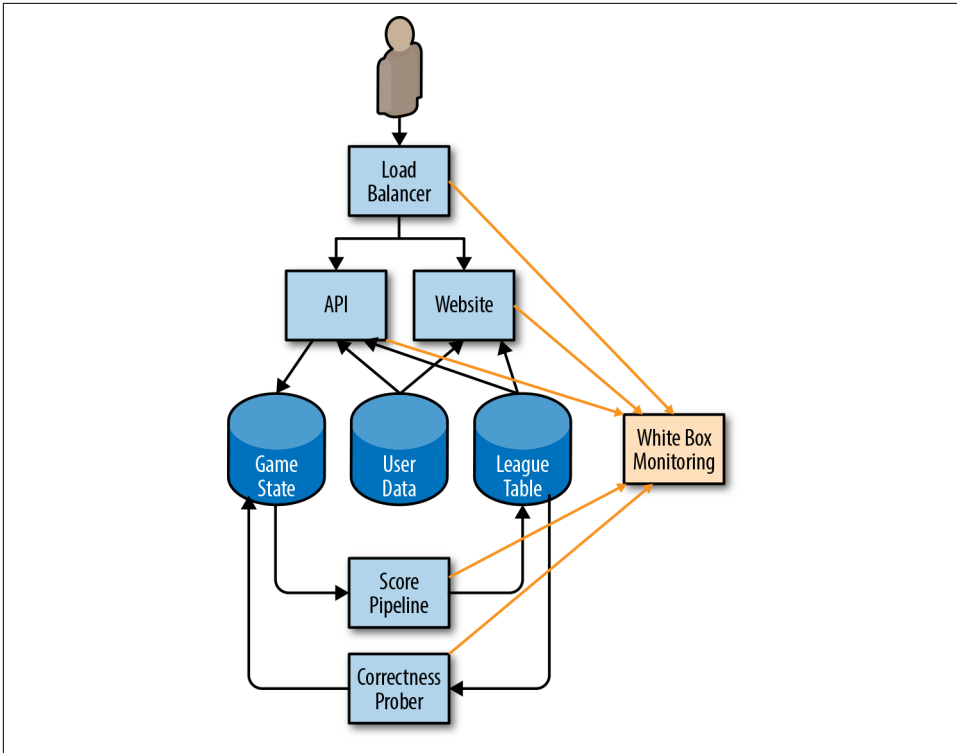 Load
Balancer
API
Website
Game
State
User
Data
League
Table
White Box
Monitoring
Score
Pipeline
Correctness
Prober